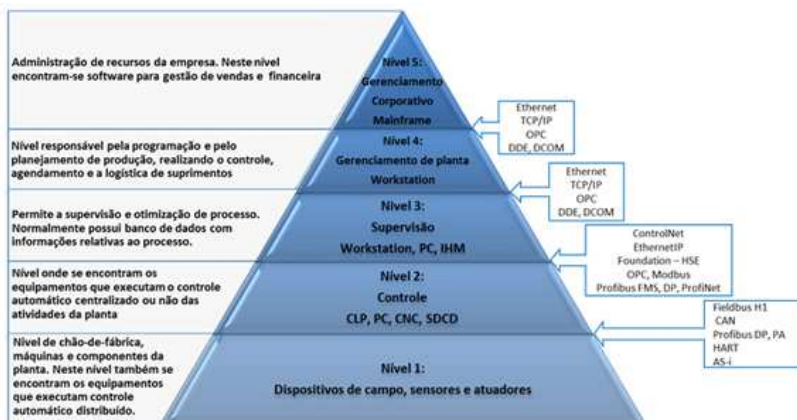 Administração de recursos da empresa. Neste nível
encontram-se software para gestão de vendas e financeira
Nível 5:
Gerenciamento
Corporativo
Mainframe
Ethernet
TCP/IP
OPC
DDE, DCOM
Nível responsável pela programação e pelo
planejamento de produção, realizando o controle,
agendamento e a logística de suprimentos
Nível 4:
Gerenciamento de planta
Workstation
Ethernet
TCP/IP
OPC
DDE, DCOM
Permite a supervisão e otimização de processo.
Normalmente possui banco de dados com
informações relativas ao processo.
Nível 3:
Supervisão
Workstation, PC, IHM
ControlNet
EthernetIP
Foundation – HSE
OPC, Modbus
Profibus FMS, DP, ProfiNet
Nível onde se encontram os
equipamentos que executam o controle
automático centralizado ou não das
atividades da planta
Nível 2:
Controle
CLP, PC, CNC, SDCD
Fieldbus H1
CAN
Profibus DP, PA
HART
AS-i
Nível de chão-de-fábrica,
máquinas e componentes da
planta. Neste nível também se
encontram os equipamentos
que executam controle
automático distribuído.
Nível 1:
Dispositivos de campo, sensores e atuadores